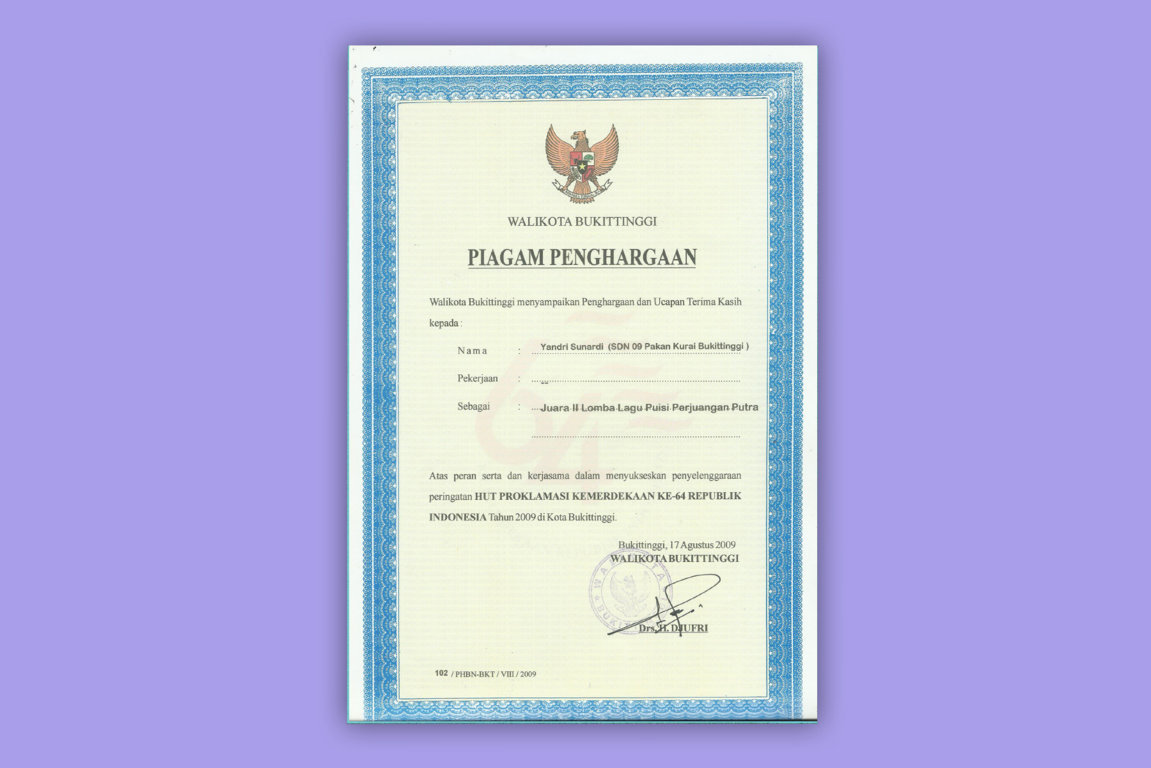 WALIKOTA BUKITTINGGI
PIAGAM PENGHARGAAN
Walikota Bukittinggi menyampaikan Penghargaan dan Ucapan Terima Kasih
kepada :
Nama : Yandri Sunardi (SDN 09 Pakan Kurai Bukittinggi )
Pekerjaan : --
Sebagai : Juara II Lomba Lagu Puisi Perjuangan Putra
Atas peran serta dan kerjasama dalam menyukseskan penyelenggaraan
peringatan HUT PROKLAMASI KEMERDEKAAN KE-64 REPUBLIK
INDONESIA Tahun 2009 di Kota Bukittinggi.
Bukittinggi, 17 Agustus 2009
WALIKOTA BUKITTINGGI
Drs. H. DJUFRI
102 / PHBN-BKT / VIII / 2009